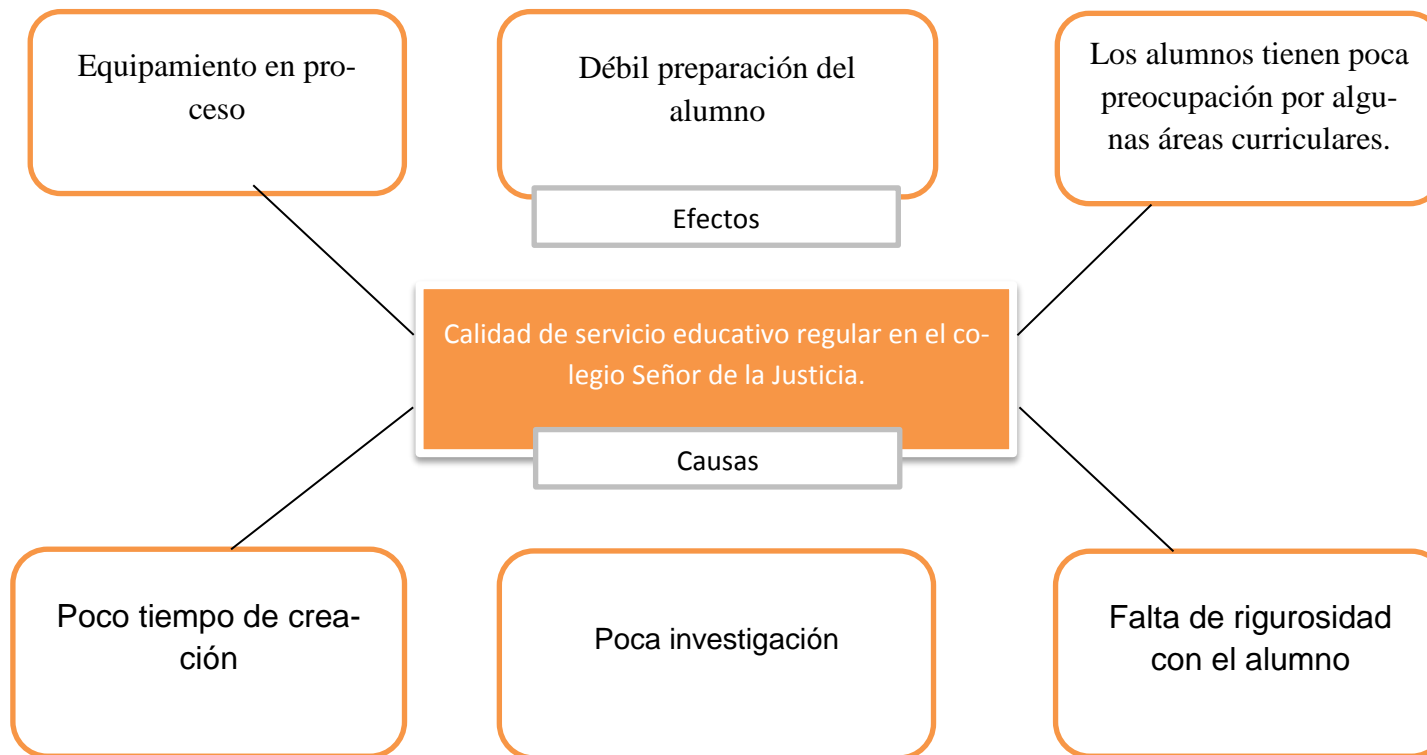 Equipamiento en pro-
ceso
Débil preparación del
alumno
Los alumnos tienen poca
preocupación por algu-
nas áreas curriculares.
Efectos
Calidad de servicio educativo regular en el co-
legio Señor de la Justicia.
Causas
Poco tiempo de crea-
ción
Poca investigación
Falta de rigurosidad
con el alumno